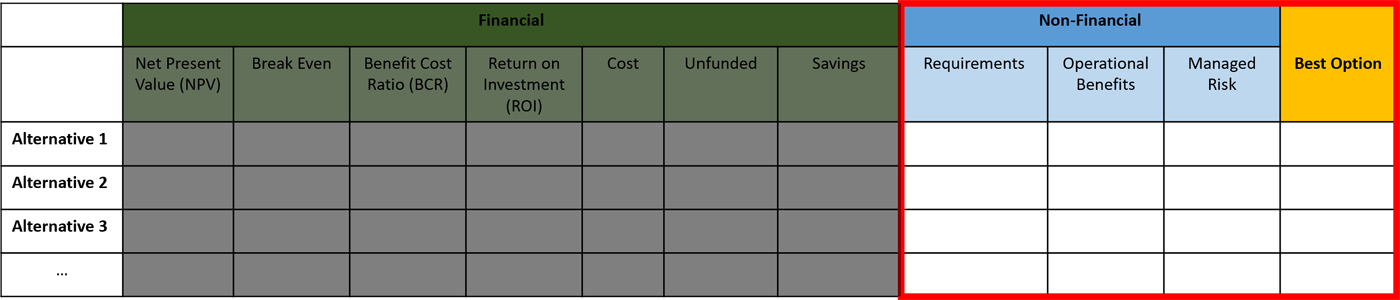 Financial
Non-Financial
Best Option
Net Present
Value (NPV)
Break Even
Benefit Cost
Ratio (BCR)
Return on
Investment
(ROI)
Cost
Unfunded
Savings
Requirements
Operational
Benefits
Managed
Risk
Alternative 1
Alternative 2
Alternative 3
...